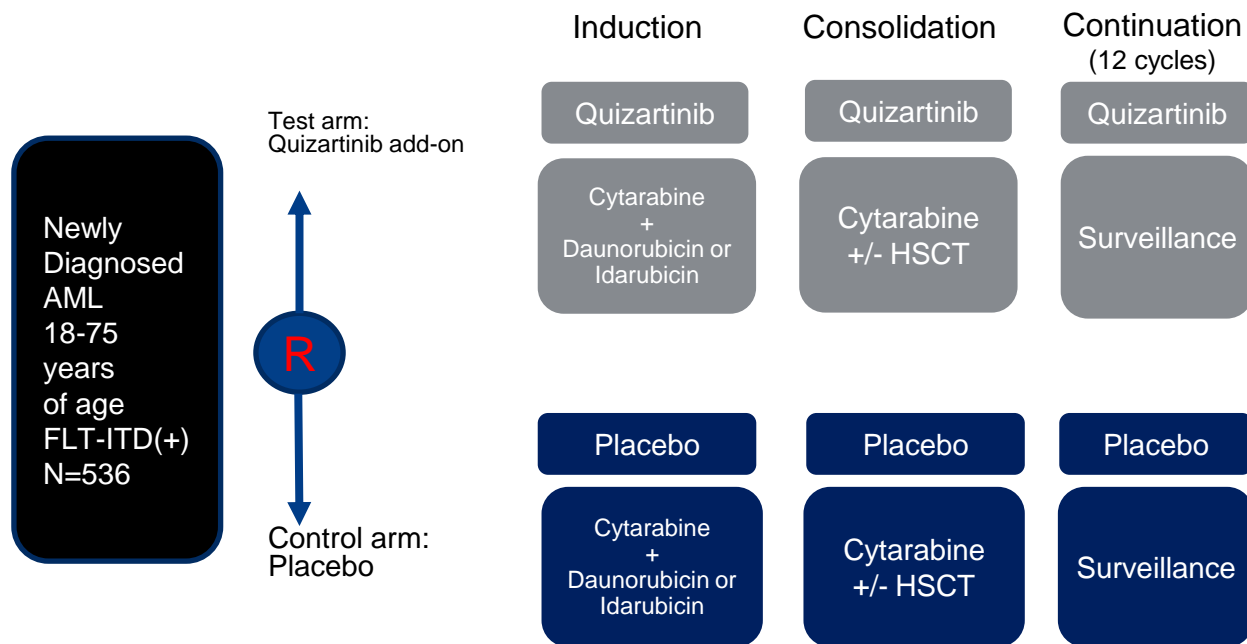 Induction
Consolidation
Continuation
(12 cycles)
Test arm:
Quizartinib add-on
Quizartinib
Quizartinib
Quizartinib
Cytarabine
+
Daunorubicin or
Idarubicin
Cytarabine
+/- HSCT
Surveillance
Newly
Diagnosed
AML
18-75
years
of age
FLT-ITD(+)
N=536
R
Control arm:
Placebo
Placebo
Placebo
Placebo
Cytarabine
+
Daunorubicin or
Idarubicin
Cytarabine
+/- HSCT
Surveillance